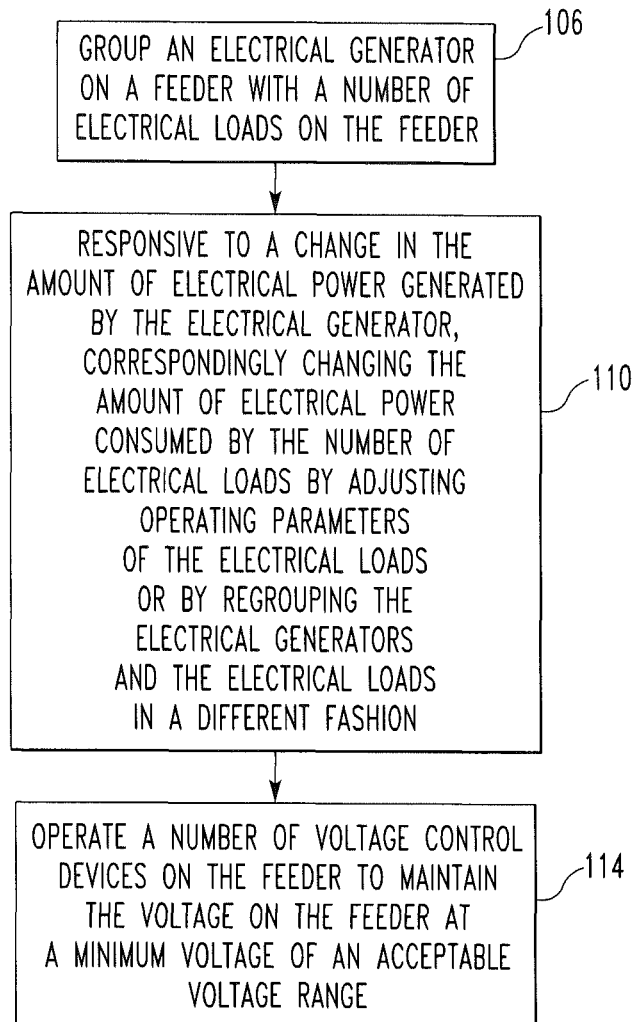 106
GROUP AN ELECTRICAL GENERATOR
ON A FEEDER WITH A NUMBER OF
ELECTRICAL LOADS ON THE FEEDER
RESPONSIVE TO A CHANGE IN THE
AMOUNT OF ELECTRICAL POWER GENERATED
BY THE ELECTRICAL GENERATOR,
CORRESPONDINGLY CHANGING THE
AMOUNT OF ELECTRICAL POWER
CONSUMED BY THE NUMBER OF
ELECTRICAL LOADS BY ADJUSTING
OPERATING PARAMETERS
OF THE ELECTRICAL LOADS
OR BY REGROUPING THE
ELECTRICAL GENERATORS
AND THE ELECTRICAL LOADS
IN A DIFFERENT FASHION
110
OPERATE A NUMBER OF VOLTAGE CONTROL
DEVICES ON THE FEEDER TO MAINTAIN
THE VOLTAGE ON THE FEEDER AT
A MINIMUM VOLTAGE OF AN ACCEPTABLE
VOLTAGE RANGE
114